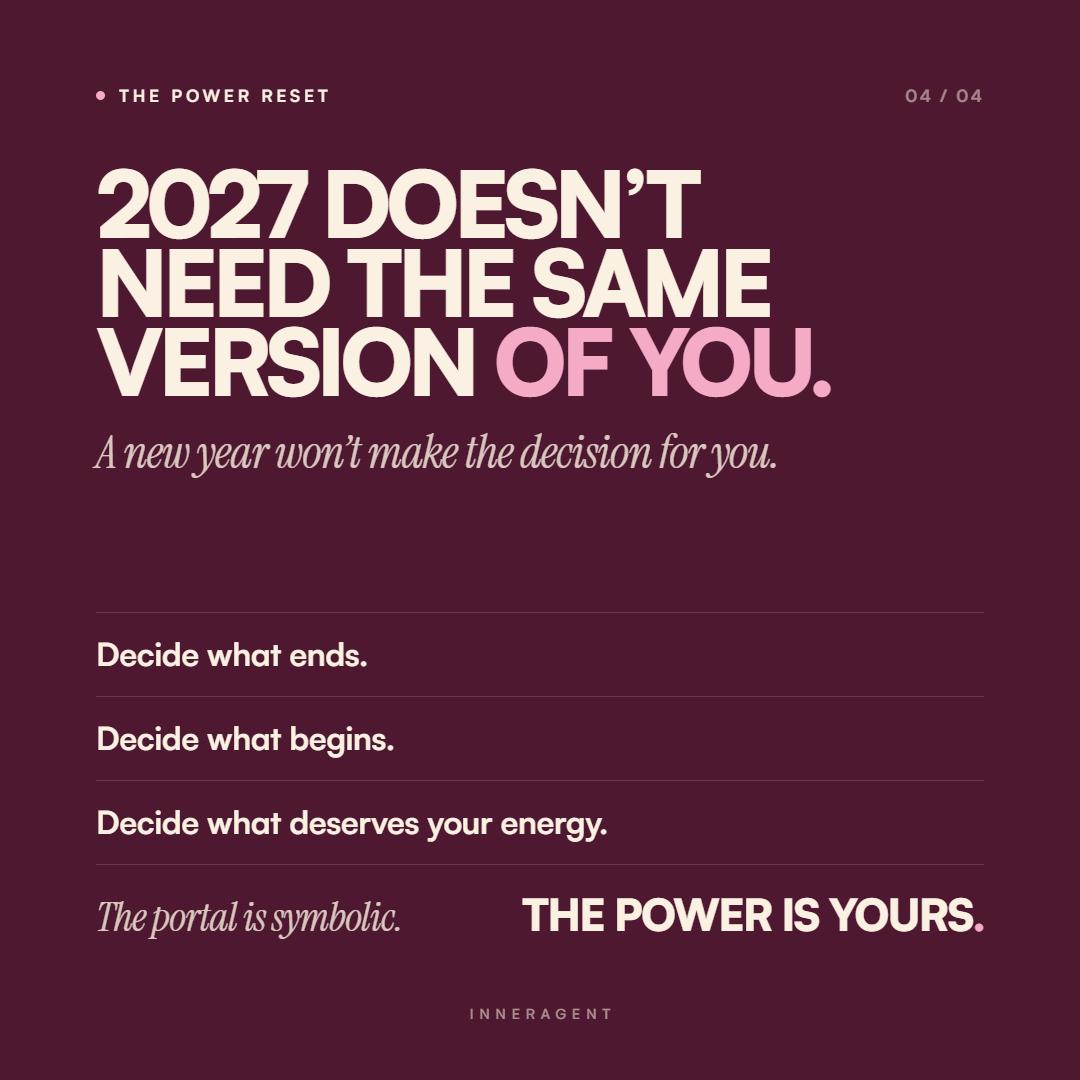 THE POWER RESET
04 / 04
2027 DOESN’T
NEED THE SAME
VERSION OF YOU.
A new year won’t make the decision for you.
Decide what ends.
Decide what begins.
Decide what deserves your energy.
The portal is symbolic.
THE POWER IS YOURS.
INNERAGENT